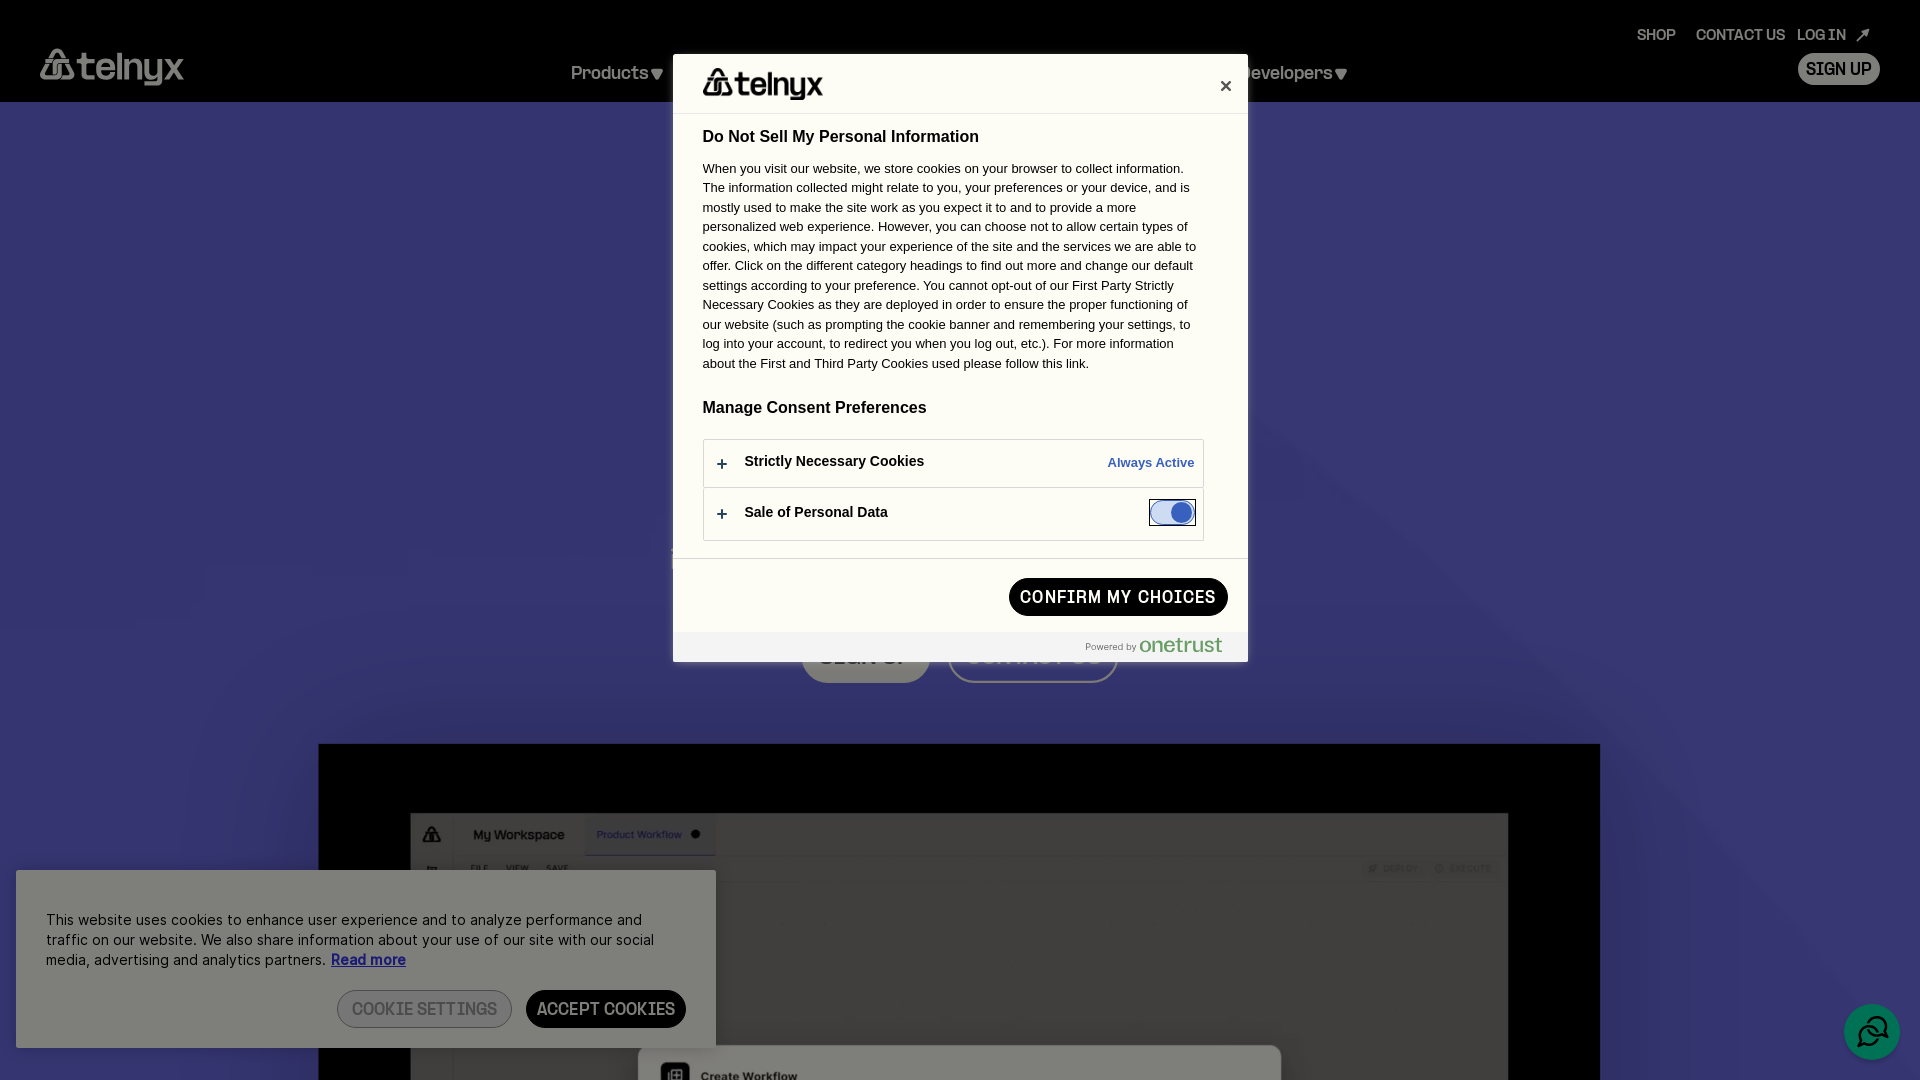 SHOP CONTACT US LOG IN
telnyx Products Developers SIGN UP
telnyx
Do Not Sell My Personal Information
When you visit our website, we store cookies on your browser to collect information.
The information collected might relate to you, your preferences or your device, and is
mostly used to make the site work as you expect it to and to provide a more
personalized web experience. However, you can choose not to allow certain types of
cookies, which may impact your experience of the site and the services we are able to
offer. Click on the different category headings to find out more and change our default
settings according to your preference. You cannot opt-out of our First Party Strictly
Necessary Cookies as they are deployed in order to ensure the proper functioning of
our website (such as prompting the cookie banner and remembering your settings, to
log into your account, to redirect you when you log out, etc.). For more information
about the First and Third Party Cookies used please follow this link.
Manage Consent Preferences
Strictly Necessary Cookies Always Active
Sale of Personal Data
CONFIRM MY CHOICES
Powered by onetrust
My Workspace Product Workflow
FILE VIEW SAVE DEPLOY EXECUTE
This website uses cookies to enhance user experience and to analyze performance and
traffic on our website. We also share information about your use of our site with our social
media, advertising and analytics partners. Read more
COOKIE SETTINGS ACCEPT COOKIES
Create Workflow